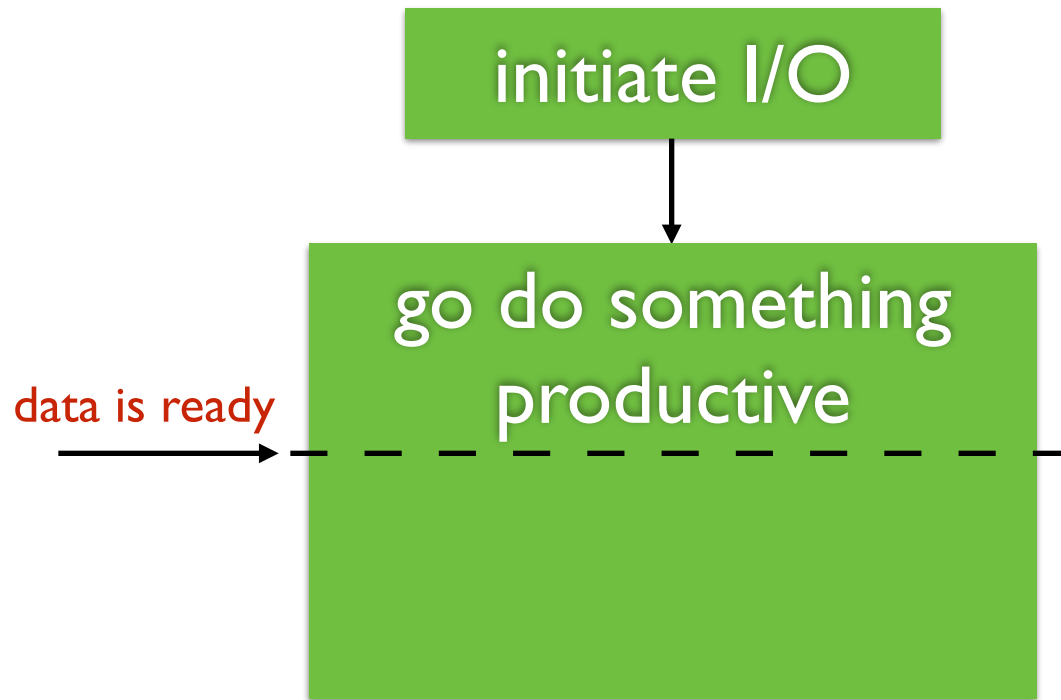 initiate I/O
go do something
productive
data is ready